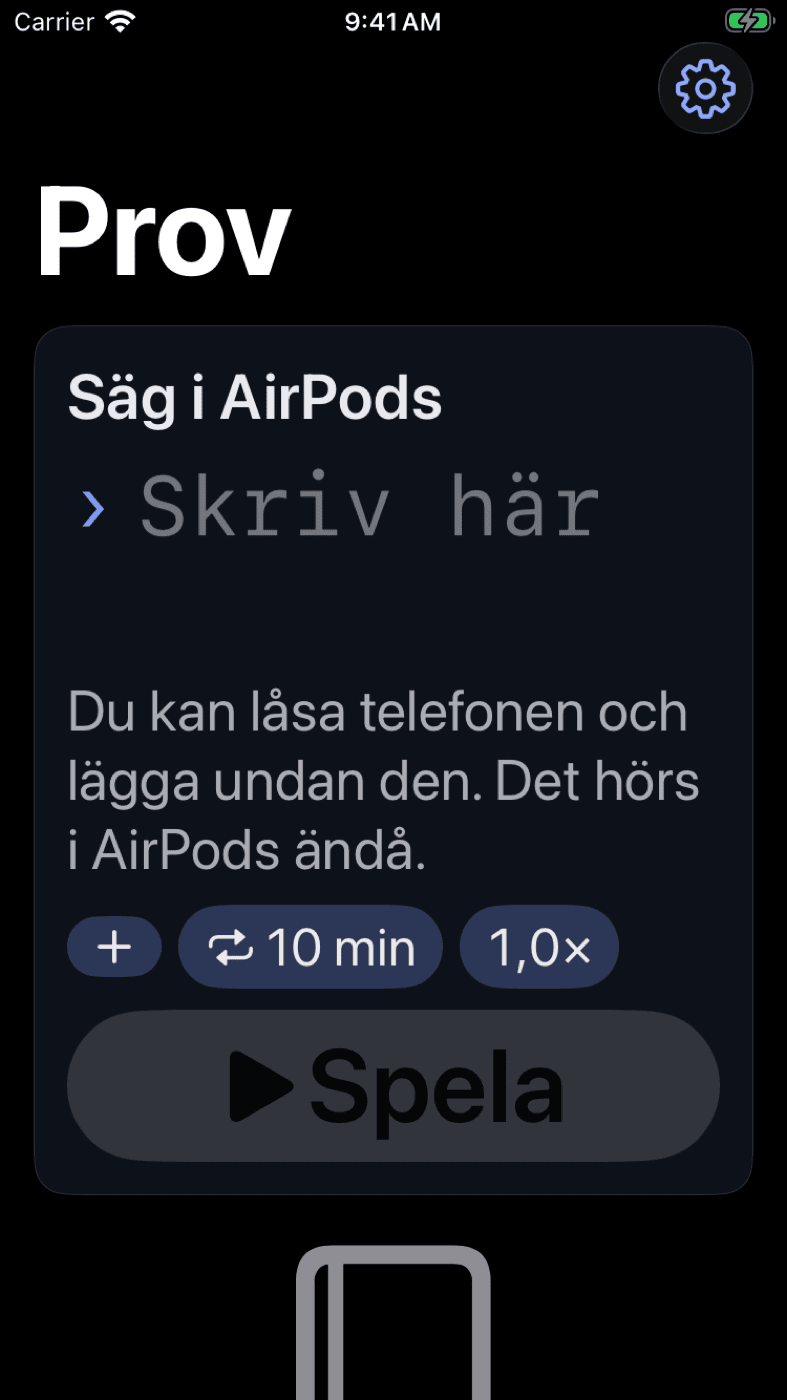 Carrier 9:41 AM
Prov
Säg i AirPods
› Skriv här
Du kan låsa telefonen och
lägga undan den. Det hörs
i AirPods ändå.
+ 10 min 1,0×
Spela